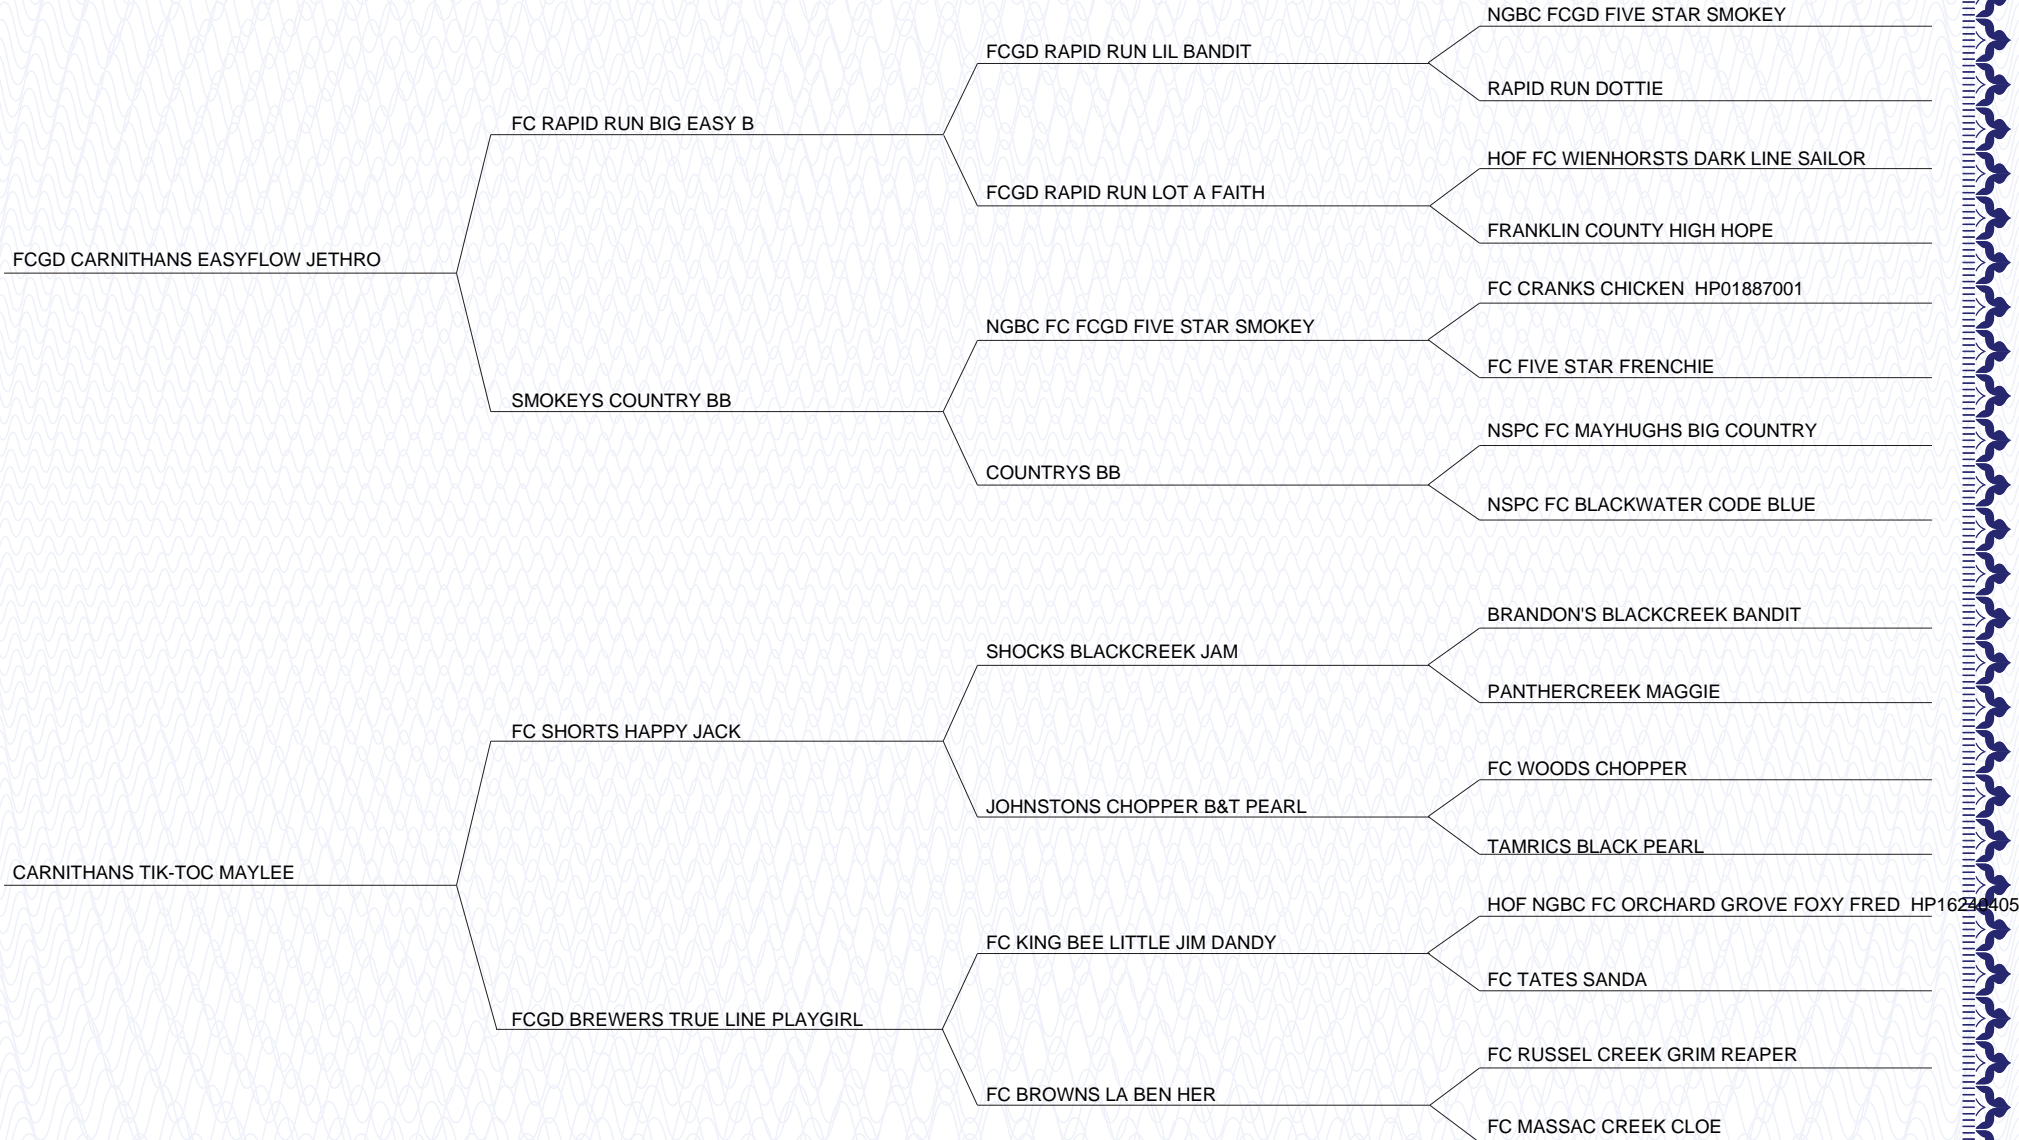 NGBC FCGD FIVE STAR SMOKEY
FCGD RAPID RUN LIL BANDIT
RAPID RUN DOTTIE
FC RAPID RUN BIG EASY B
HOF FC WIENHORSTS DARK LINE SAILOR
FCGD RAPID RUN LOT A FAITH
FRANKLIN COUNTY HIGH HOPE
FCGD CARNITHANS EASYFLOW JETHRO
FC CRANKS CHICKEN HP01887001
NGBC FC FCGD FIVE STAR SMOKEY
FC FIVE STAR FRENCHIE
SMOKEYS COUNTRY BB
NSPC FC MAYHUGHS BIG COUNTRY
COUNTRYS BB
NSPC FC BLACKWATER CODE BLUE
BRANDON'S BLACKCREEK BANDIT
SHOCKS BLACKCREEK JAM
PANTHERCREEK MAGGIE
FC SHORTS HAPPY JACK
FC WOODS CHOPPER
JOHNSTONS CHOPPER B&T PEARL
TAMRICS BLACK PEARL
CARNITHANS TIK-TOC MAYLEE
HOF NGBC FC ORCHARD GROVE FOXY FRED HP16240405
FC KING BEE LITTLE JIM DANDY
FC TATES SANDA
FCGD BREWERS TRUE LINE PLAYGIRL
FC RUSSEL CREEK GRIM REAPER
FC BROWNS LA BEN HER
FC MASSAC CREEK CLOE